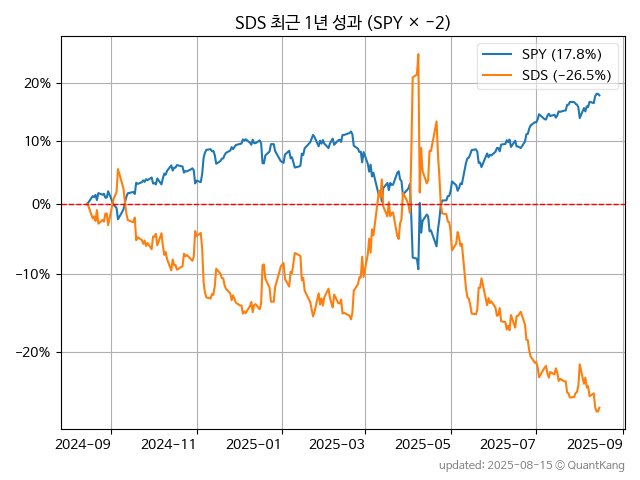 SDS 최근 1년 성과 (SPY × −2)
SPY (17.8%)
SDS (−26.5%)
20%
10%
0%
−10%
−20%
2024-09 2024-11 2025-01 2025-03 2025-05 2025-07 2025-09
updated: 2025-08-15 © QuantKang